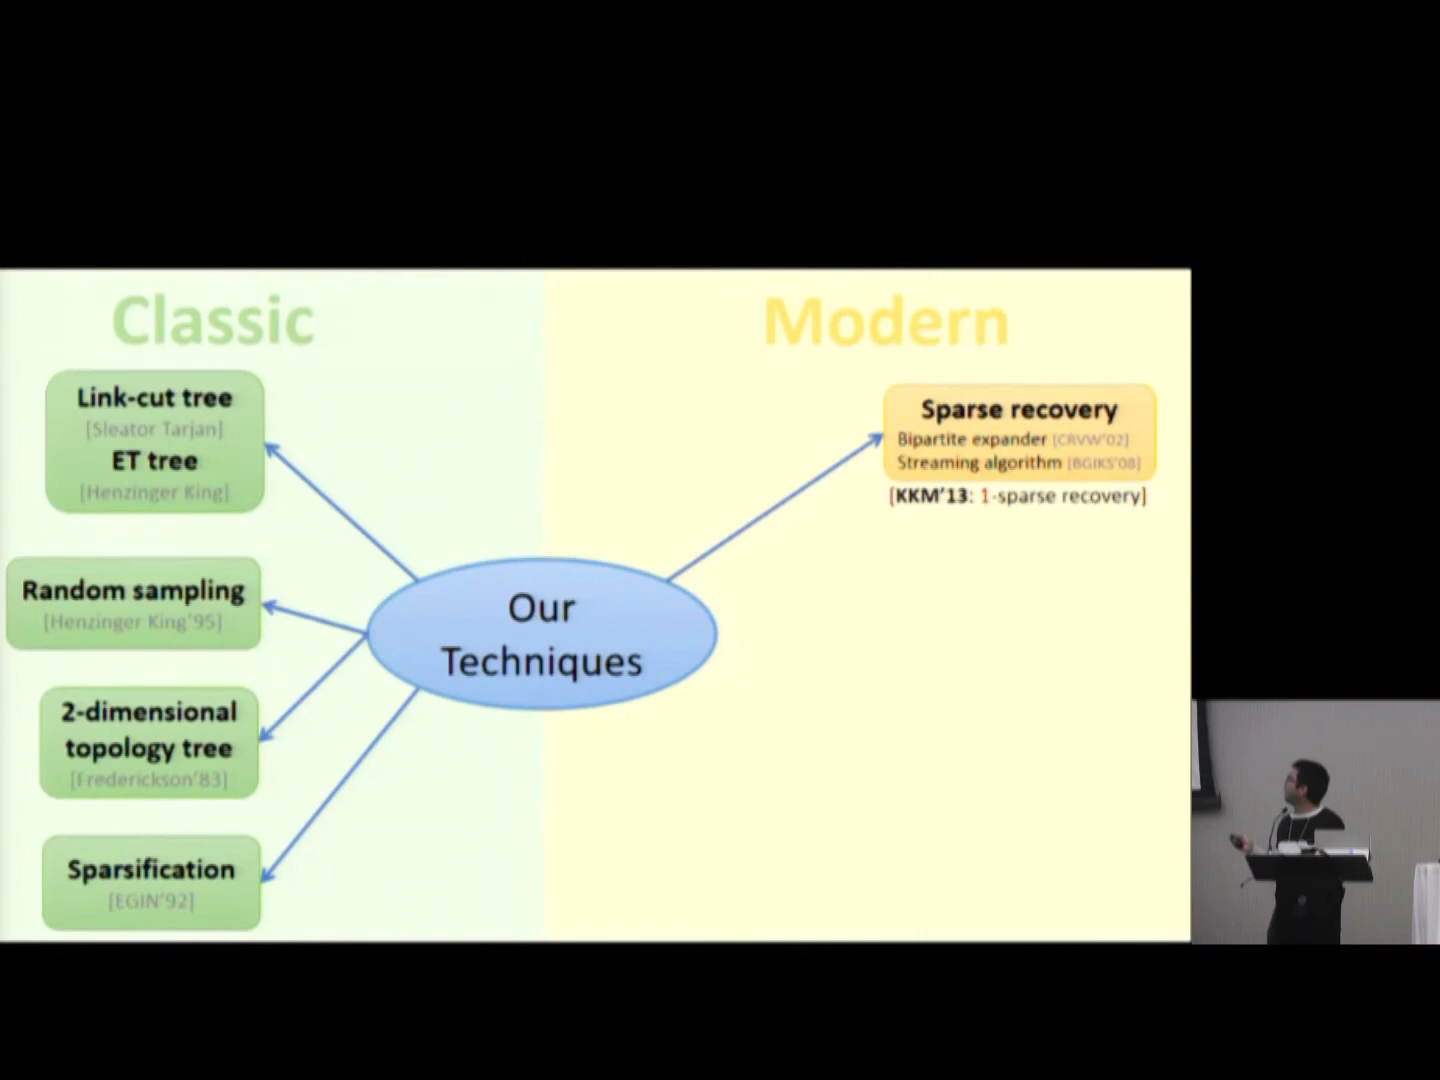 Classic
Modern
Link-cut tree
[Sleator Tarjan]
ET tree
[Henzinger King]
Random sampling
[Henzinger King'95]
2-dimensional
topology tree
[Frederickson'83]
Sparsification
[EGIN'92]
Our
Techniques
Sparse recovery
Bipartite expander [CRVW'02]
Streaming algorithm [BGIKS'08]
[KKM'13: 1-sparse recovery]